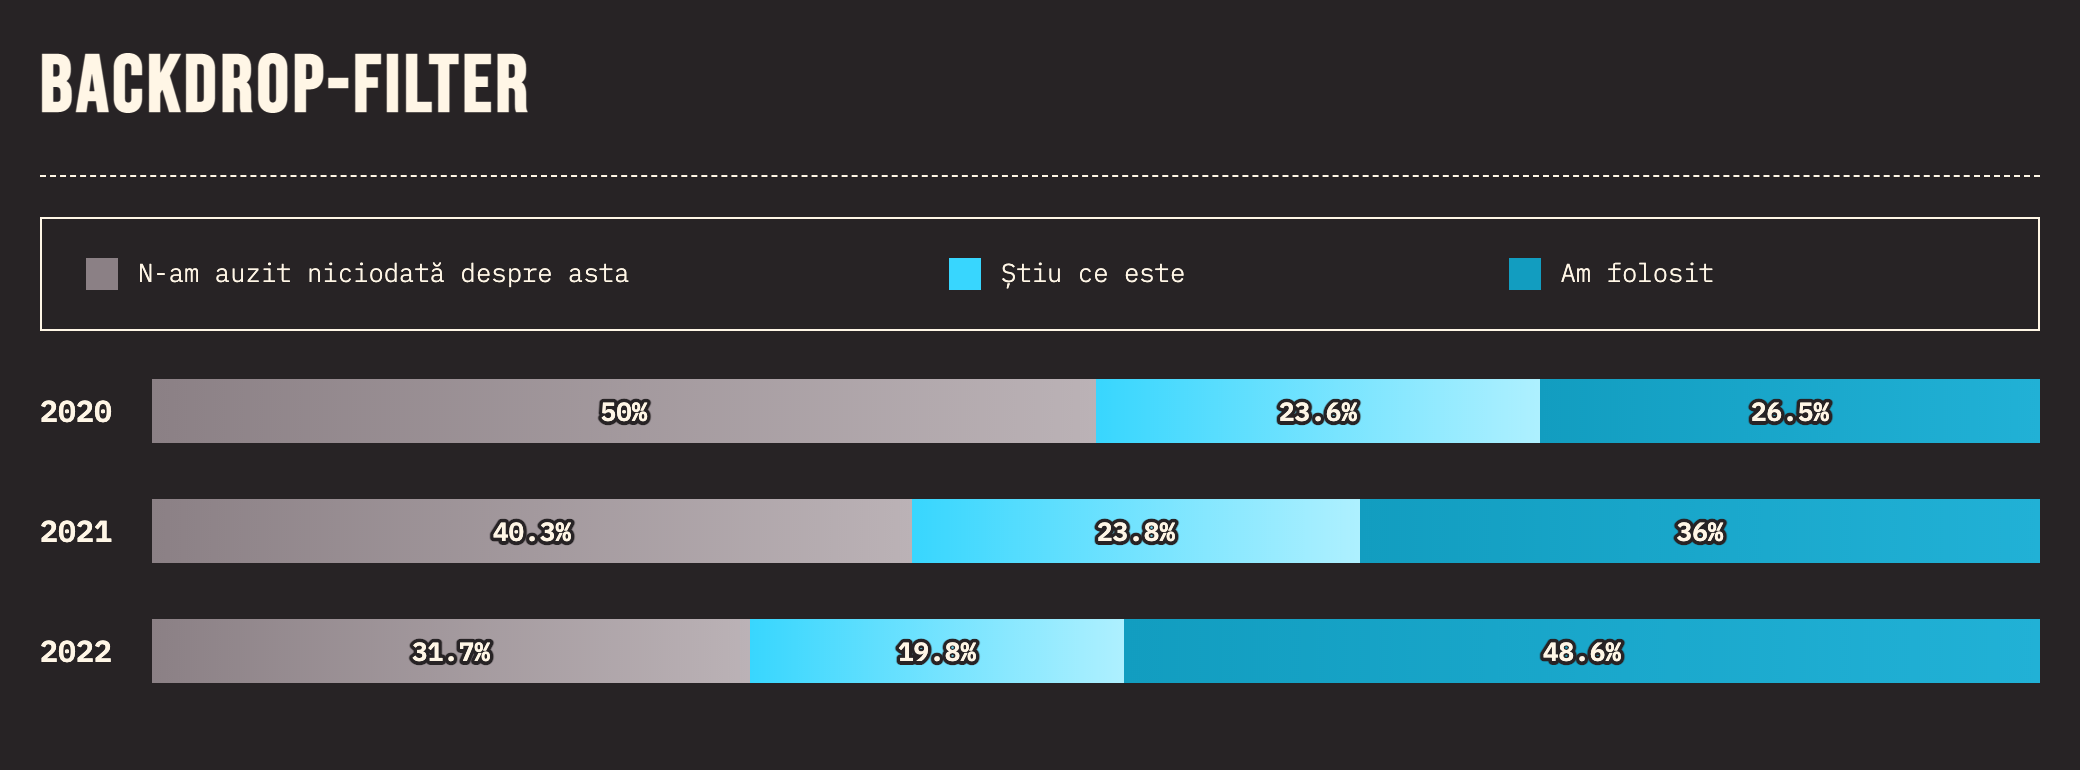 BACKDROP-FILTER
N-am auzit niciodată despre asta Știu ce este Am folosit
2020 50% 23.6% 26.5%
2021 40.3% 23.8% 36%
2022 31.7% 19.8% 48.6%